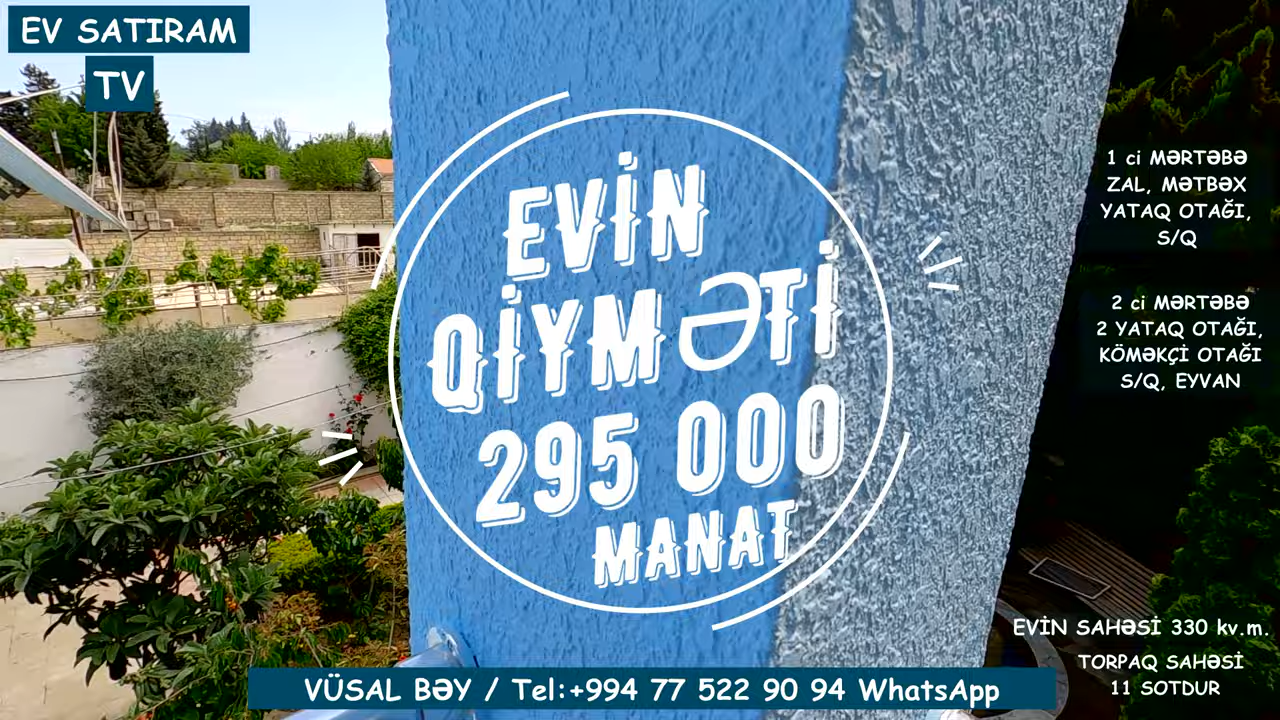 EV SATIRAM
TV
EVİN
QİYMƏTİ
295 000
MANAT
1 ci MƏRTƏBƏ
ZAL, MƏTBƏX
YATAQ OTAĞI,
S/Q
2 ci MƏRTƏBƏ
2 YATAQ OTAĞI,
KÖMƏKÇİ OTAĞI
S/Q, EYVAN
EVİN SAHƏSİ 330 kv.m.
TORPAQ SAHƏSİ
11 SOTDUR
VÜSAL BƏY / Tel:+994 77 522 90 94 WhatsApp